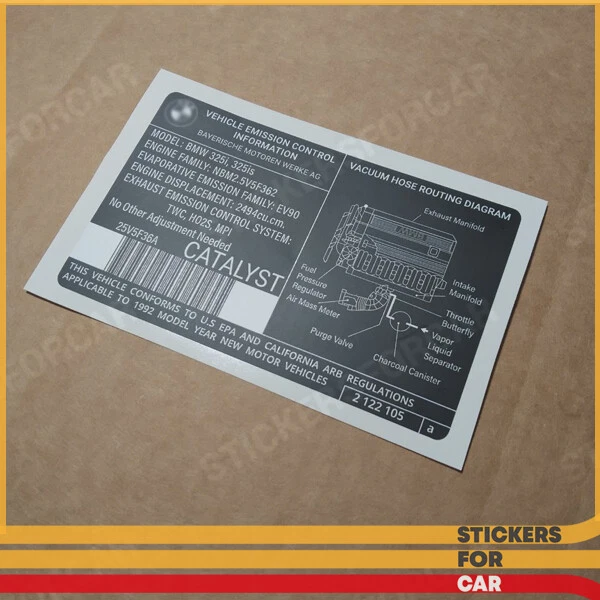 VEHICLE EMISSION CONTROL
INFORMATION
BAYERISCHE MOTOREN WERKE AG
MODEL: BMW 325i, 325is
ENGINE FAMILY: NBM2.5V5F362
EVAPORATIVE EMISSION FAMILY: EV90
ENGINE DISPLACEMENT: 2494cu.cm.
EXHAUST EMISSION CONTROL SYSTEM:
TWC, HO2S, MPI
No Other Adjustment Needed
25V5F36A
CATALYST
VACUUM HOSE ROUTING DIAGRAM
Exhaust Manifold
Fuel
Pressure
Regulator
Air Mass Meter
Purge Valve
Intake
Manifold
Throttle
Butterfly
Vapor
Liquid
Separator
Charcoal Canister
THIS VEHICLE CONFORMS TO U S EPA AND CALIFORNIA ARB REGULATIONS
APPLICABLE TO 1992 MODEL YEAR NEW MOTOR VEHICLES
2 122 105
a
STICKERS
FOR
CAR